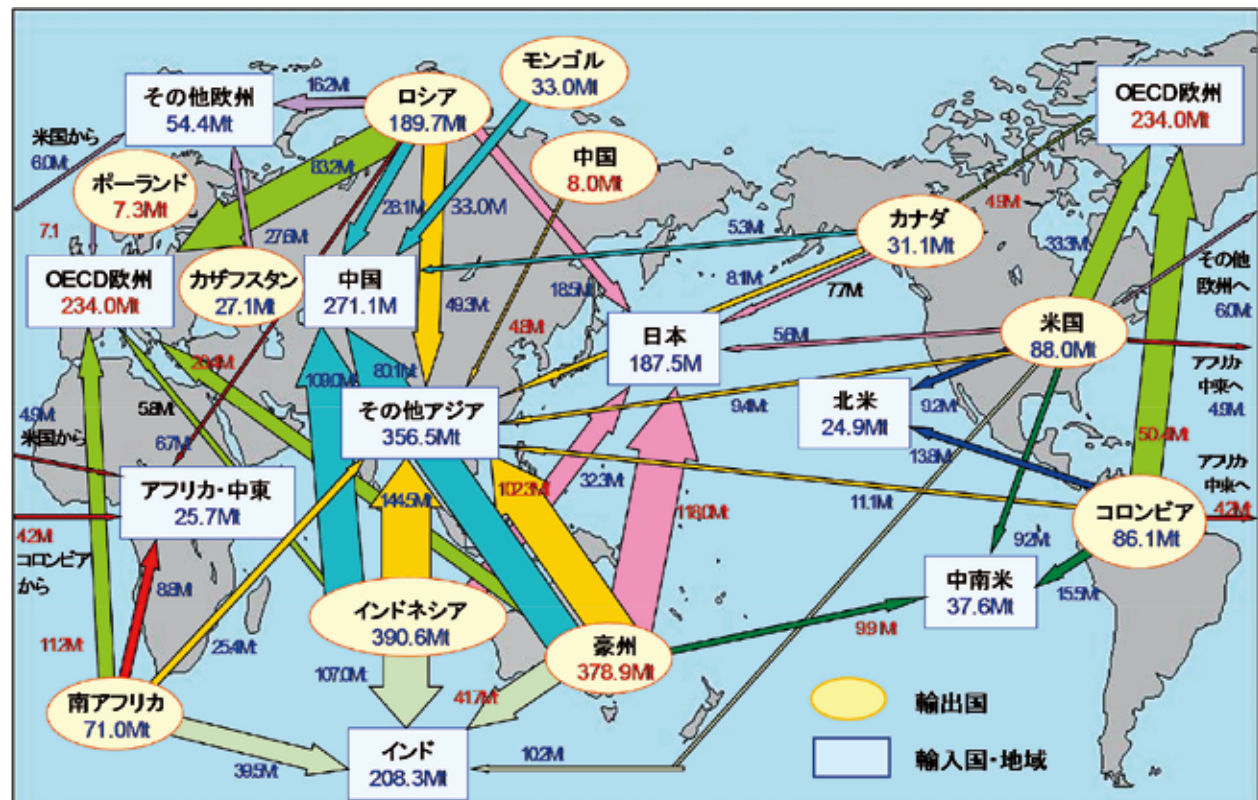 モンゴル
33.0Mt
その他欧州
54.4Mt
16.2Mt
ロシア
189.7Mt
OECD欧州
234.0Mt
米国から
6.0Mt
ポーランド
7.3Mt
83.2Mt
中国
8.0Mt
カナダ
31.1Mt
4.9Mt
7.1
27.6Mt
28.1Mt
33.0M
5.3Mt
33.3Mt
その他
欧州へ
6.0Mt
OECD欧州
234.0Mt
カザフスタン
27.1Mt
中国
271.1M
49.3Mt
18.5Mt
8.1Mt
7.7Mt
4.8Mt
日本
187.5M
5.6Mt
米国
88.0Mt
アフリカ・
中東へ
4.9Mt
20.4Mt
109.0Mt
80.1Mt
その他アジア
356.5Mt
9.4Mt
北米
24.9Mt
9.2Mt
4.9Mt
米国から
5.8Mt
6.7Mt
13.8Mt
50.4Mt
アフリカ・
中東へ
4.2Mt
アフリカ・中東
25.7Mt
144.5Mt
102.3Mt
32.3Mt
118.0Mt
11.1Mt
コロンビア
86.1Mt
4.2Mt
コロンビア
から
8.8Mt
9.2Mt
中南米
37.6Mt
15.5Mt
インドネシア
390.6Mt
豪州
378.9Mt
9.9Mt
11.2Mt
25.4Mt
107.0Mt
41.7Mt
南アフリカ
71.0Mt
39.5Mt
インド
208.3Mt
10.2Mt
輸出国
輸入国・地域